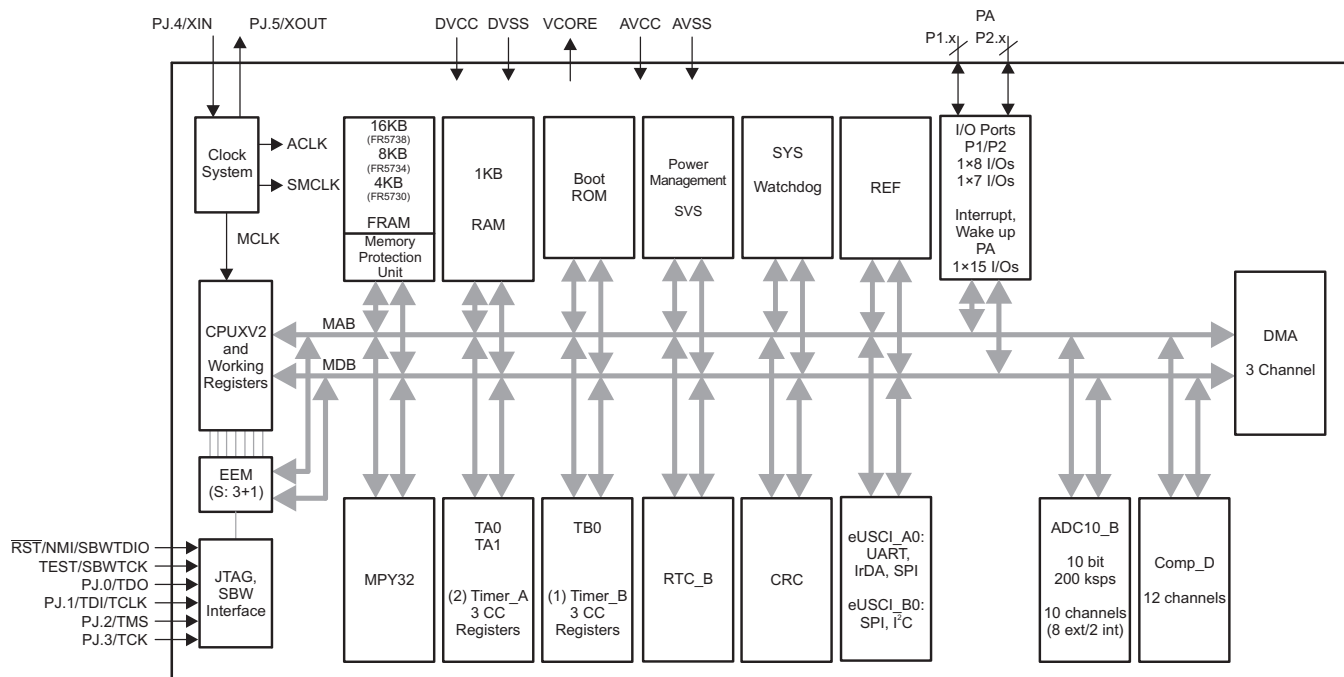 PJ.4/XIN
PJ.5/XOUT
DVCC
DVSS
VCORE
AVCC
AVSS
PA
P1.x
P2.x
Clock
System
ACLK
SMCLK
MCLK
16KB
(FR5738)
8KB
(FR5734)
4KB
(FR5730)
FRAM
Memory
Protection
Unit
1KB
RAM
Boot
ROM
Power
Management
SVS
SYS
Watchdog
REF
I/O Ports
P1/P2
1×8 I/Os
1×7 I/Os
Interrupt,
Wake up
PA
1×15 I/Os
CPUXV2
and
Working
Registers
MAB
MDB
DMA
3 Channel
EEM
(S: 3+1)
RST/NMI/SBWTDIO
TEST/SBWTCK
PJ.0/TDO
PJ.1/TDI/TCLK
PJ.2/TMS
PJ.3/TCK
JTAG,
SBW
Interface
MPY32
TA0
TA1
(2) Timer_A
3 CC
Registers
TB0
(1) Timer_B
3 CC
Registers
RTC_B
CRC
eUSCI_A0:
UART,
IrDA, SPI
eUSCI_B0:
SPI, I²C
ADC10_B
10 bit
200 ksps
10 channels
(8 ext/2 int)
Comp_D
12 channels